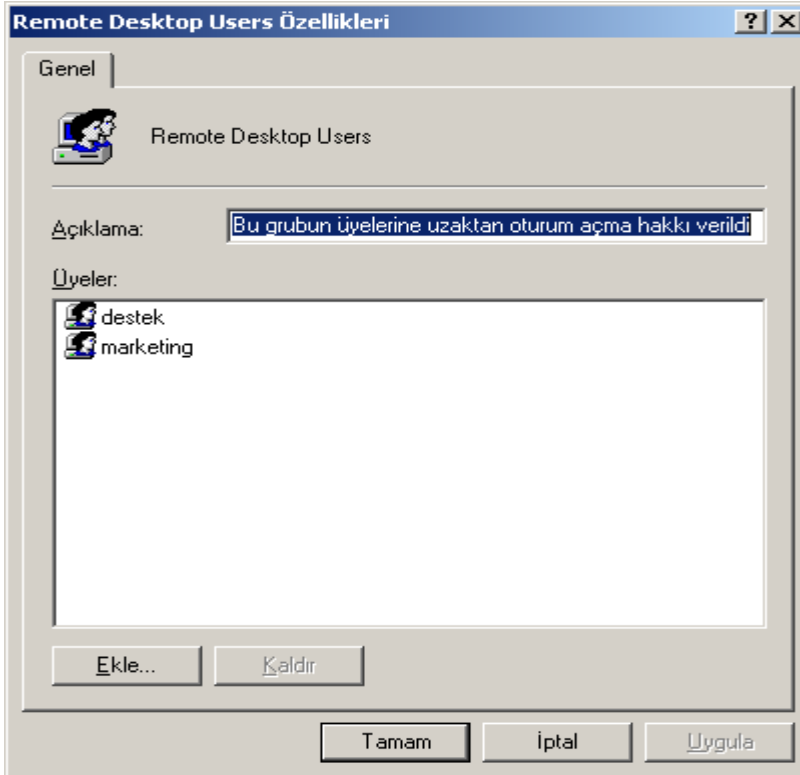 Remote Desktop Users Özellikleri
Genel
Remote Desktop Users
Açıklama: Bu grubun üyelerine uzaktan oturum açma hakkı verildi
Üyeler:
destek
marketing
Ekle... Kaldır
Tamam İptal Uygula